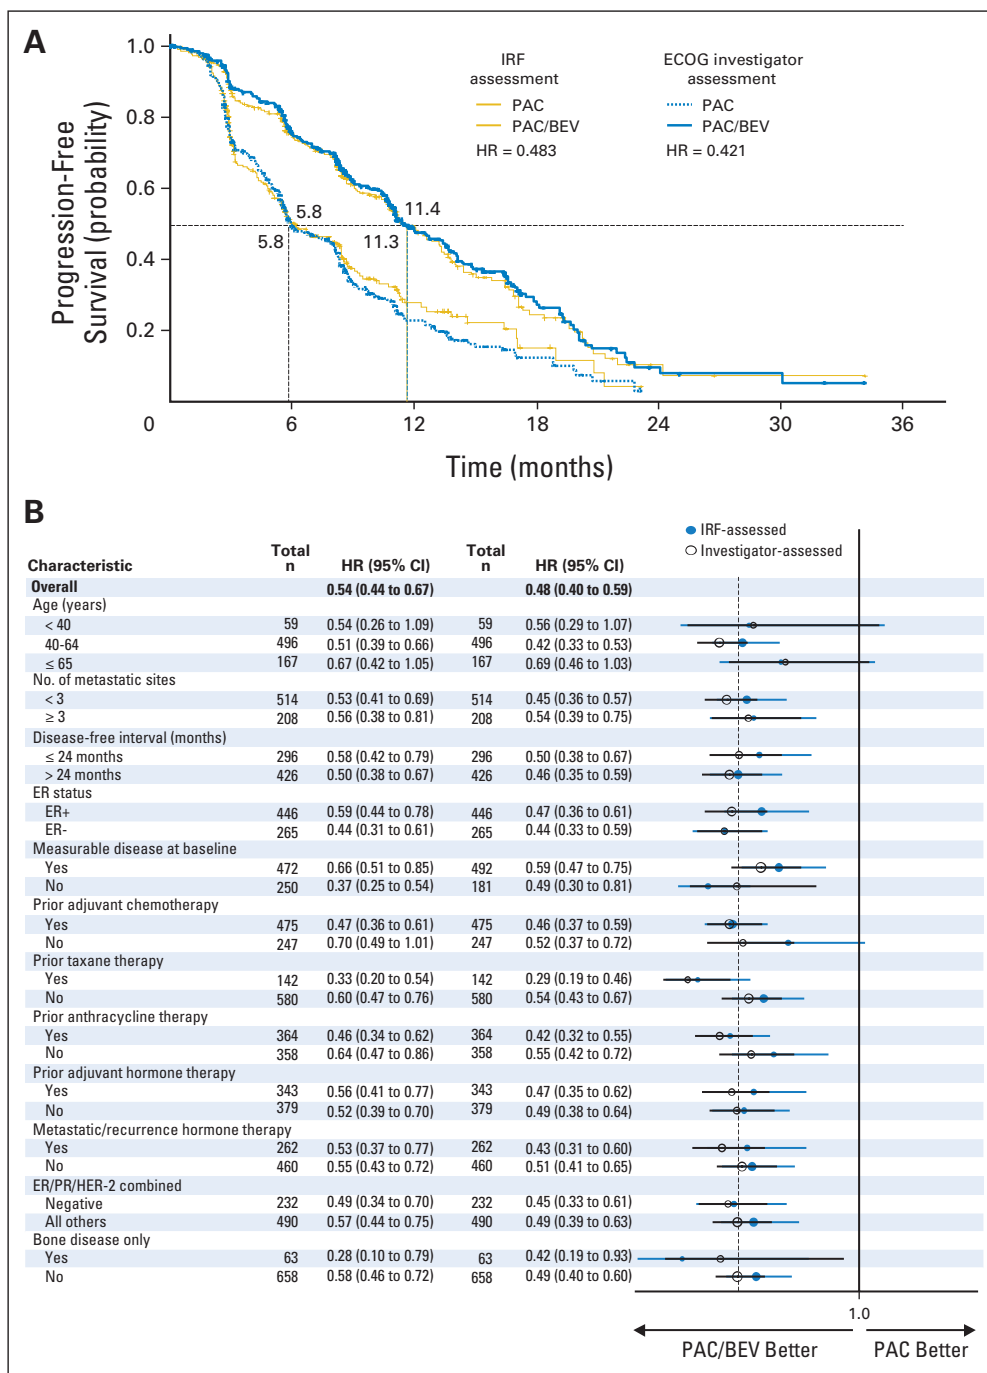 A
1.0
0.8
0.6
0.4
0.2
0
6
12
18
24
30
36
Progression-Free
Survival (probability)
Time (months)
IRF
assessment
PAC
PAC/BEV
HR = 0.483
ECOG investigator
assessment
PAC
PAC/BEV
HR = 0.421
5.8
5.8
11.4
11.3
B
IRF-assessed
Investigator-assessed
Characteristic Total n HR (95% CI) Total n HR (95% CI)
Overall 0.54 (0.44 to 0.67) 0.48 (0.40 to 0.59)
Age (years)
< 40 59 0.54 (0.26 to 1.09) 59 0.56 (0.29 to 1.07)
40-64 496 0.51 (0.39 to 0.66) 496 0.42 (0.33 to 0.53)
≤ 65 167 0.67 (0.42 to 1.05) 167 0.69 (0.46 to 1.03)
No. of metastatic sites
< 3 514 0.53 (0.41 to 0.69) 514 0.45 (0.36 to 0.57)
≥ 3 208 0.56 (0.38 to 0.81) 208 0.54 (0.39 to 0.75)
Disease-free interval (months)
≤ 24 months 296 0.58 (0.42 to 0.79) 296 0.50 (0.38 to 0.67)
> 24 months 426 0.50 (0.38 to 0.67) 426 0.46 (0.35 to 0.59)
ER status
ER+ 446 0.59 (0.44 to 0.78) 446 0.47 (0.36 to 0.61)
ER- 265 0.44 (0.31 to 0.61) 265 0.44 (0.33 to 0.59)
Measurable disease at baseline
Yes 472 0.66 (0.51 to 0.85) 492 0.59 (0.47 to 0.75)
No 250 0.37 (0.25 to 0.54) 181 0.49 (0.30 to 0.81)
Prior adjuvant chemotherapy
Yes 475 0.47 (0.36 to 0.61) 475 0.46 (0.37 to 0.59)
No 247 0.70 (0.49 to 1.01) 247 0.52 (0.37 to 0.72)
Prior taxane therapy
Yes 142 0.33 (0.20 to 0.54) 142 0.29 (0.19 to 0.46)
No 580 0.60 (0.47 to 0.76) 580 0.54 (0.43 to 0.67)
Prior anthracycline therapy
Yes 364 0.46 (0.34 to 0.62) 364 0.42 (0.32 to 0.55)
No 358 0.64 (0.47 to 0.86) 358 0.55 (0.42 to 0.72)
Prior adjuvant hormone therapy
Yes 343 0.56 (0.41 to 0.77) 343 0.47 (0.35 to 0.62)
No 379 0.52 (0.39 to 0.70) 379 0.49 (0.38 to 0.64)
Metastatic/recurrence hormone therapy
Yes 262 0.53 (0.37 to 0.77) 262 0.43 (0.31 to 0.60)
No 460 0.55 (0.43 to 0.72) 460 0.51 (0.41 to 0.65)
ER/PR/HER-2 combined
Negative 232 0.49 (0.34 to 0.70) 232 0.45 (0.33 to 0.61)
All others 490 0.57 (0.44 to 0.75) 490 0.49 (0.39 to 0.63)
Bone disease only
Yes 63 0.28 (0.10 to 0.79) 63 0.42 (0.19 to 0.93)
No 658 0.58 (0.46 to 0.72) 658 0.49 (0.40 to 0.60)
1.0
PAC/BEV Better PAC Better